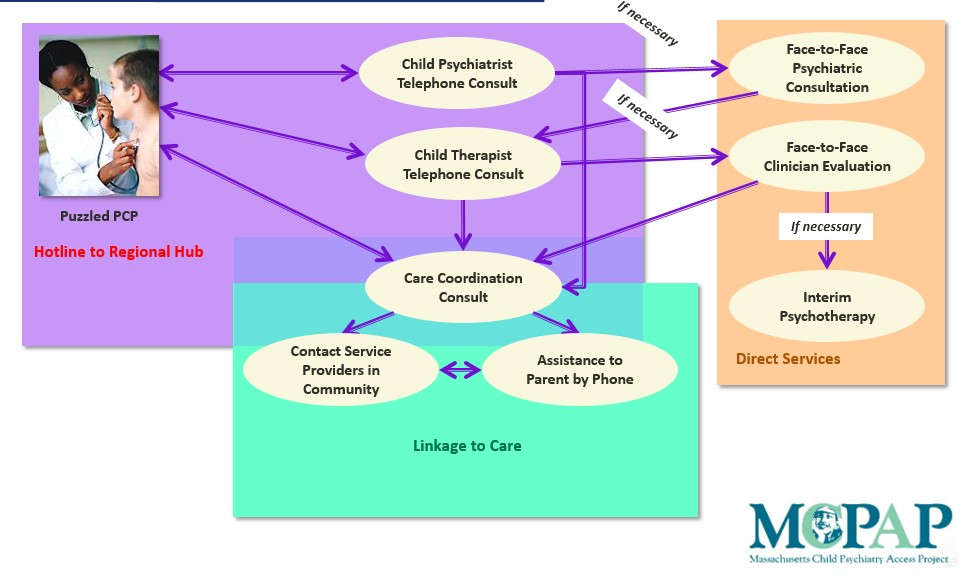 If necessary
Child Psychiatrist
Telephone Consult
Face-to-Face
Psychiatric
Consultation
If necessary
Child Therapist
Telephone Consult
Face-to-Face
Clinician Evaluation
Puzzled PCP
Hotline to Regional Hub
If necessary
Care Coordination
Consult
Interim
Psychotherapy
Contact Service
Providers in
Community
Assistance to
Parent by Phone
Direct Services
Linkage to Care
MCPAP
Massachusetts Child Psychiatry Access Project